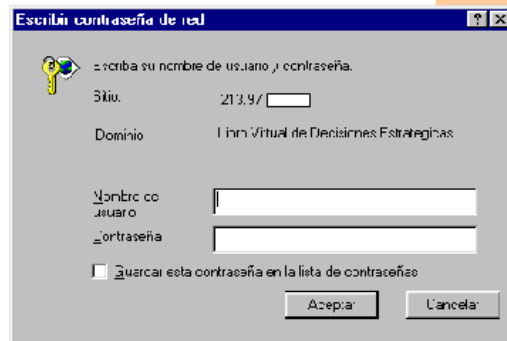 Escribir contraseña de red
Escriba su nombre de usuario y contraseña.
Sitio: 213.97
Dominio Libro Virtual de Decisiones Estrategicas
Nombre de
usuario
Contraseña
Guardar esta contraseña en la lista de contraseñas
Aceptar Cancelar